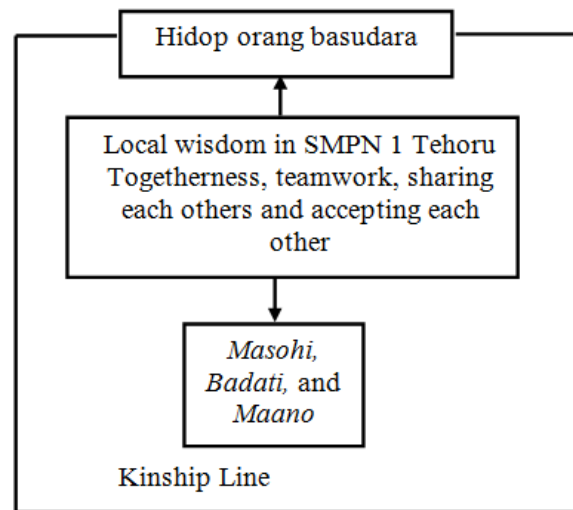 Hidop orang basudara
Local wisdom in SMPN 1 Tehoru
Togetherness, teamwork, sharing
each others and accepting each
other
Masohi,
Badati, and
Maano
Kinship Line